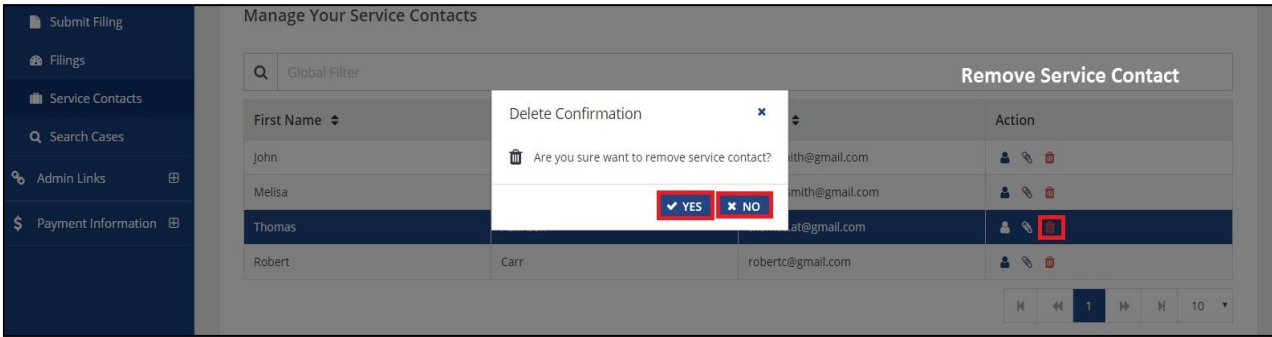 Submit Filing
Filings
Service Contacts
Search Cases
Admin Links
Payment Information
Manage Your Service Contacts
Global Filter
Remove Service Contact
First Name Action
John
Melisa
Thomas
Robert Carr robertc@gmail.com
Delete Confirmation
Are you sure want to remove service contact?
YES NO
1 10